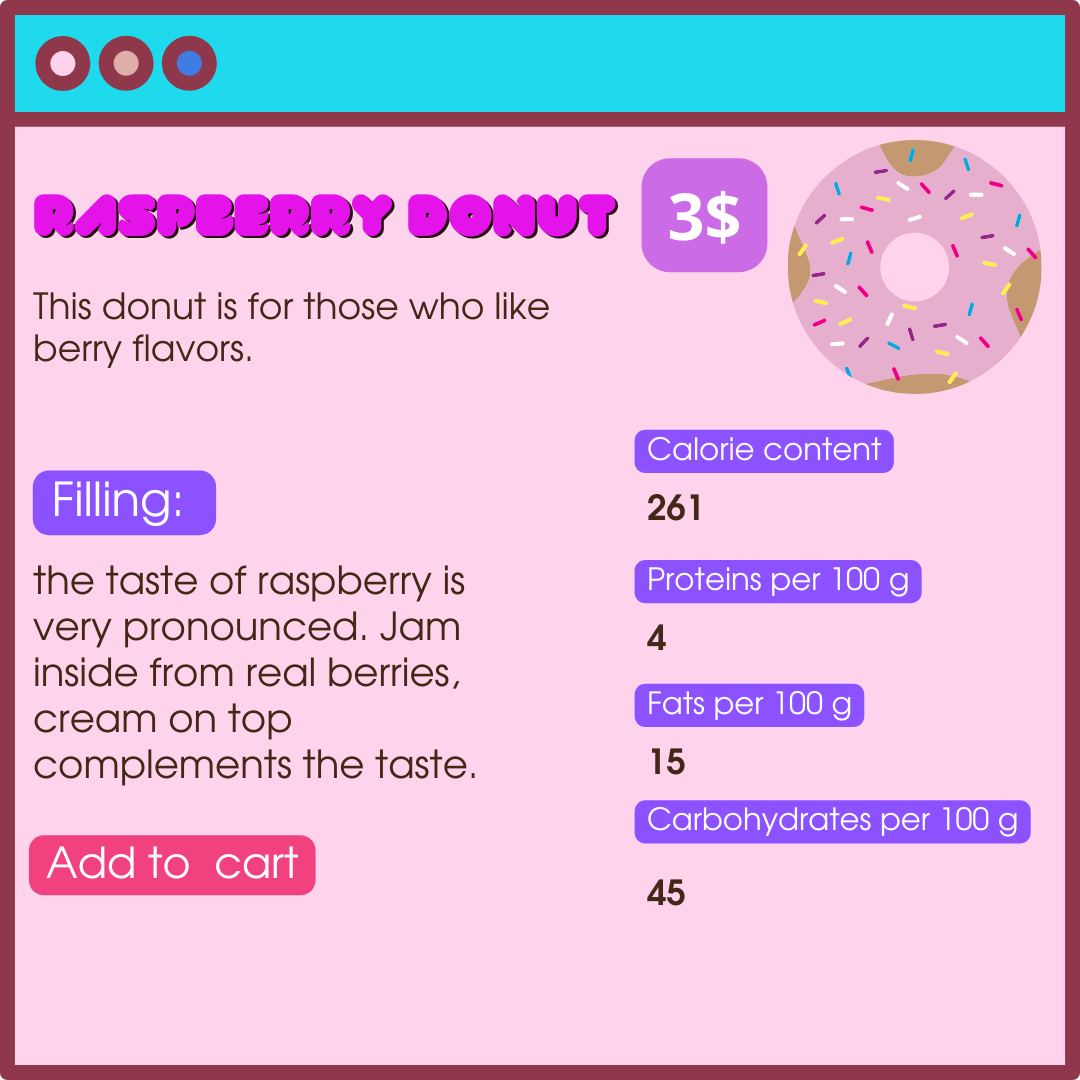 RASPBERRY DONUT
3$
This donut is for those who like
berry flavors.
Filling:
the taste of raspberry is
very pronounced. Jam
inside from real berries,
cream on top
complements the taste.
Add to  cart
Calorie content
261
Proteins per 100 g
4
Fats per 100 g
15
Carbohydrates per 100 g
45